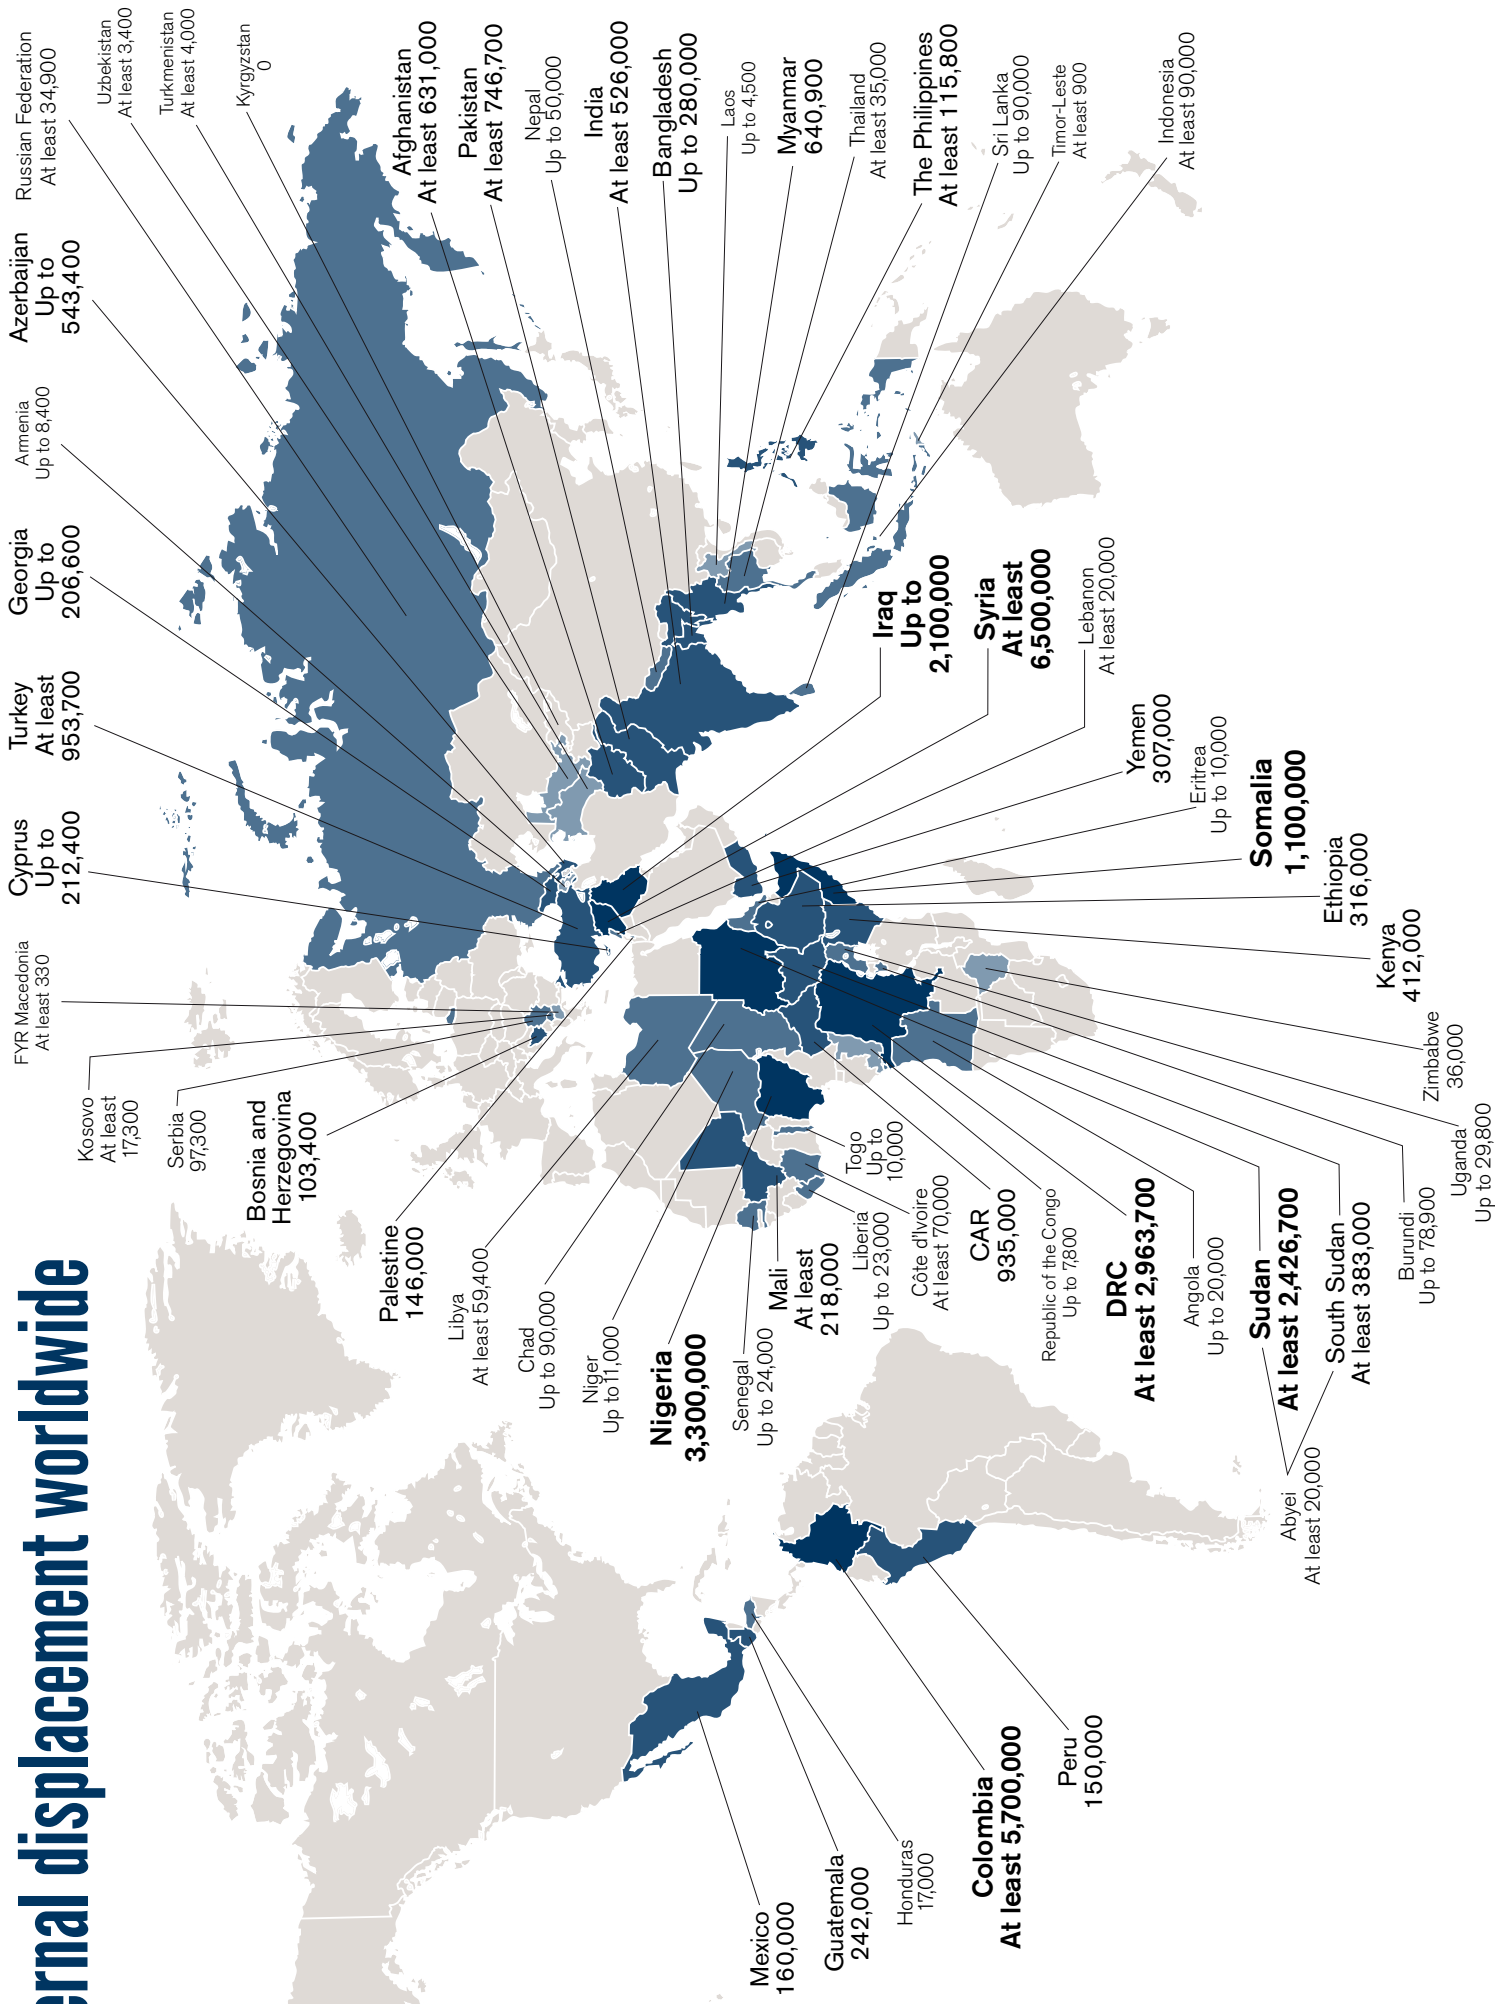 ernal displacement worldwide
Cyprus
Up to
212,400
Turkey
At least
953,700
Georgia
Up to
206,600
Armenia
Up to 8,400
Azerbaijan
Up to
543,400
Russian Federation
At least 34,900
Uzbekistan
At least 3,400
Turkmenistan
At least 4,000
Kyrgyzstan
0
FYR Macedonia
At least 330
Kosovo
At least
17,300
Serbia
97,300
Bosnia and
Herzegovina
103,400
Palestine
146,000
Libya
At least 59,400
Chad
Up to 90,000
Niger
Up to11,000
Nigeria
3,300,000
Senegal
Up to 24,000
Mali
At least
218,000
Liberia
Up to 23,000
Togo
Up to
10,000
Côte d'Ivoire
At least 70,000
CAR
935,000
Republic of the Congo
Up to 7,800
DRC
At least 2,963,700
Angola
Up to 20,000
Sudan
At least 2,426,700
South Sudan
At least 383,000
Abyei
At least 20,000
Burundi
Up to 78,900
Uganda
Up to 29,800
Zimbabwe
36,000
Kenya
412,000
Ethiopia
316,000
Somalia
1,100,000
Eritrea
Up to 10,000
Yemen
307,000
Lebanon
At least 20,000
Syria
At least
6,500,000
Iraq
Up to
2,100,000
Afghanistan
At least 631,000
Pakistan
At least 746,700
Nepal
Up to 50,000
India
At least 526,000
Bangladesh
Up to 280,000
Laos
Up to 4,500
Myanmar
640,900
Thailand
At least 35,000
The Philippines
At least 115,800
Sri Lanka
Up to 90,000
Timor-Leste
At least 900
Indonesia
At least 90,000
Mexico
160,000
Guatemala
242,000
Honduras
17,000
Colombia
At least 5,700,000
Peru
150,000